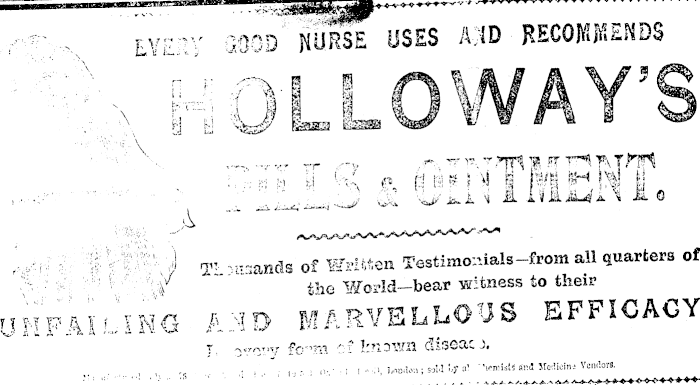 EVERY GOOD NURSE USES AND RECOMMENDS
HOLLOWAY'S
PILLS & OINTMENT.
Thousands of Written Testimonials—from all quarters of
the World—bear witness to their
UNFAILING AND MARVELLOUS EFFICACY
In every form of known disease.
London; sold by all Chemists and Medicine Vendors.